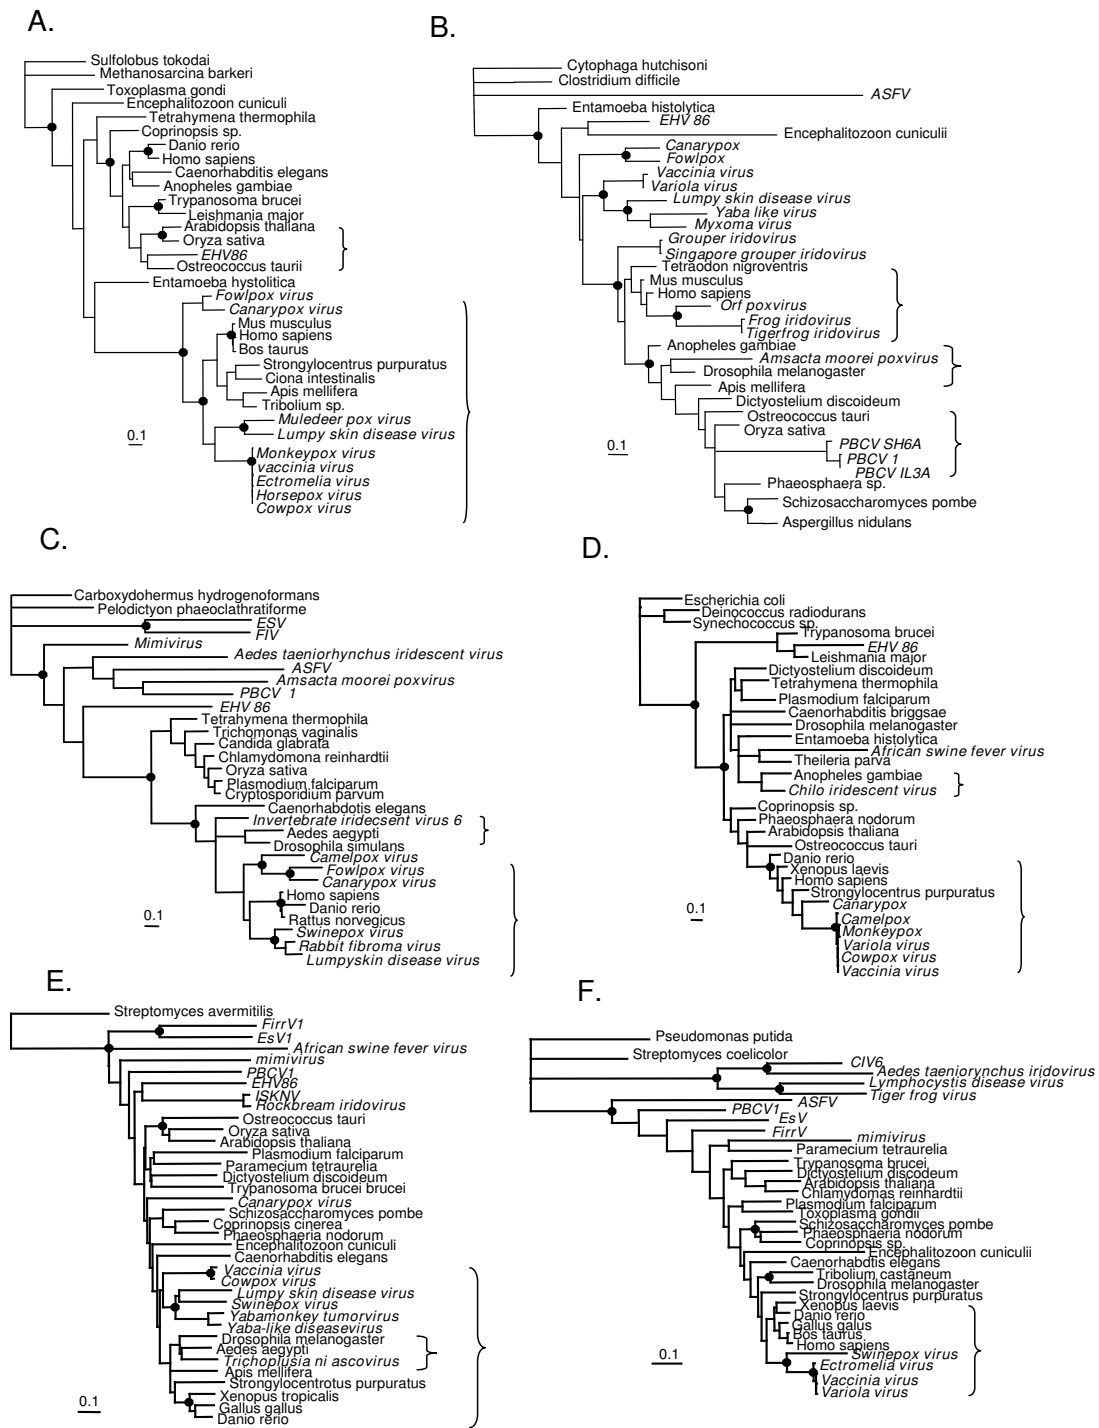 A.
Sulfolobus tokodai
Methanosarcina barkeri
Toxoplasma gondi
Encephalitozoon cuniculi
Tetrahymena thermophila
Coprinopsis sp.
Danio rerio
Homo sapiens
Caenorhabditis elegans
Anopheles gambiae
Trypanosoma brucei
Leishmania major
Arabidopsis thaliana
Oryza sativa
EHV86
Ostreococcus taurii
Entamoeba hystolitica
Fowlpox virus
Canarypox virus
Mus musculus
Homo sapiens
Bos taurus
Strongylocentrus purpuratus
Ciona intestinalis
Apis mellifera
Tribolium sp.
Muledeer pox virus
Lumpy skin disease virus
Monkeypox virus
vaccinia virus
Ectromelia virus
Horsepox virus
Cowpox virus
0.1
B.
Cytophaga hutchisoni
Clostridium difficile
ASFV
Entamoeba histolytica
EHV 86
Encephalitozoon cuniculii
Canarypox
Fowlpox
Vaccinia virus
Variola virus
Lumpy skin disease virus
Yaba like virus
Myxoma virus
Grouper iridovirus
Singapore grouper iridovirus
Tetraodon nigroventris
Mus musculus
Homo sapiens
Orf poxvirus
Frog iridovirus
Tigerfrog iridovirus
Anopheles gambiae
Amsacta moorei poxvirus
Drosophila melanogaster
Apis mellifera
Dictyostelium discoideum
Ostreococcus tauri
Oryza sativa
PBCV SH6A
PBCV 1
PBCV IL3A
Phaeosphaera sp.
Schizosaccharomyces pombe
Aspergillus nidulans
0.1
C.
Carboxydohermus hydrogenoformans
Pelodictyon phaeoclathratiforme
ESV
FIV
Mimivirus
Aedes taeniorhynchus iridescent virus
ASFV
Amsacta moorei poxvirus
PBCV 1
EHV 86
Tetrahymena thermophila
Trichomonas vaginalis
Candida glabrata
Chlamydomona reinhardtii
Oryza sativa
Plasmodium falciparum
Cryptosporidium parvum
Caenorhabdotis elegans
Invertebrate iridecsent virus 6
Aedes aegypti
Drosophila simulans
Camelpox virus
Fowlpox virus
Canarypox virus
Homo sapiens
Danio rerio
Rattus norvegicus
Swinepox virus
Rabbit fibroma virus
Lumpyskin disease virus
0.1
D.
Escherichia coli
Deinococcus radiodurans
Synechococcus sp.
Trypanosoma brucei
EHV 86
Leishmania major
Dictyostelium discoideum
Tetrahymena thermophila
Plasmodium falciparum
Caenorhabditis briggsae
Drosophila melanogaster
Entamoeba histolytica
African swine fever virus
Theileria parva
Anopheles gambiae
Chilo iridescent virus
Coprinopsis sp.
Phaeosphaera nodorum
Arabidopsis thaliana
Ostreococcus tauri
Danio rerio
Xenopus laevis
Homo sapiens
Strongylocentrus purpuratus
Canarypox
Camelpox
Monkeypox
Variola virus
Cowpox virus
Vaccinia virus
0.1
E.
Streptomyces avermitilis
FirrV1
EsV1
African swine fever virus
mimivirus
PBCV1
EHV86
ISKNV
Rockbream iridovirus
Ostreococcus tauri
Oryza sativa
Arabidopsis thaliana
Plasmodium falciparum
Paramecium tetraurelia
Dictyostelium discoideum
Trypanosoma brucei brucei
Canarypox virus
Schizosaccharomyces pombe
Coprinopsis cinerea
Phaeosphaeria nodorum
Encephalitozoon cuniculi
Caenorhabditis elegans
Vaccinia virus
Cowpox virus
Lumpy skin disease virus
Swinepox virus
Yabamonkey tumorvirus
Yaba-like diseasevirus
Drosophila melanogaster
Aedes aegypti
Trichoplusia ni ascovirus
Apis mellifera
Strongylocentrotus purpuratus
Xenopus tropicalis
Gallus gallus
Danio rerio
0.1
F.
Pseudomonas putida
Streptomyces coelicolor
CIV6
Aedes taeniorynchus iridovirus
Lymphocystis disease virus
Tiger frog virus
ASFV
PBCV1
EsV
FirrV
mimivirus
Paramecium tetraurelia
Trypanosoma brucei
Dictyostelium discodeum
Arabidopsis thaliana
Chlamydomas reinhardtii
Plasmodium falciparum
Toxoplasma gondii
Schizosaccharomyces pombe
Phaeosphaeria nodorum
Coprinopsis sp.
Encephalitozoon cuniculii
Caenorhabtis elegans
Tribolium castaneum
Drosophila melanogaster
Strongylocentrus purpuratus
Xenopus laevis
Danio rerio
Gallus galus
Bos taurus
Homo sapiens
Swinepox virus
Ectromelia virus
Vaccinia virus
Variola virus
0.1